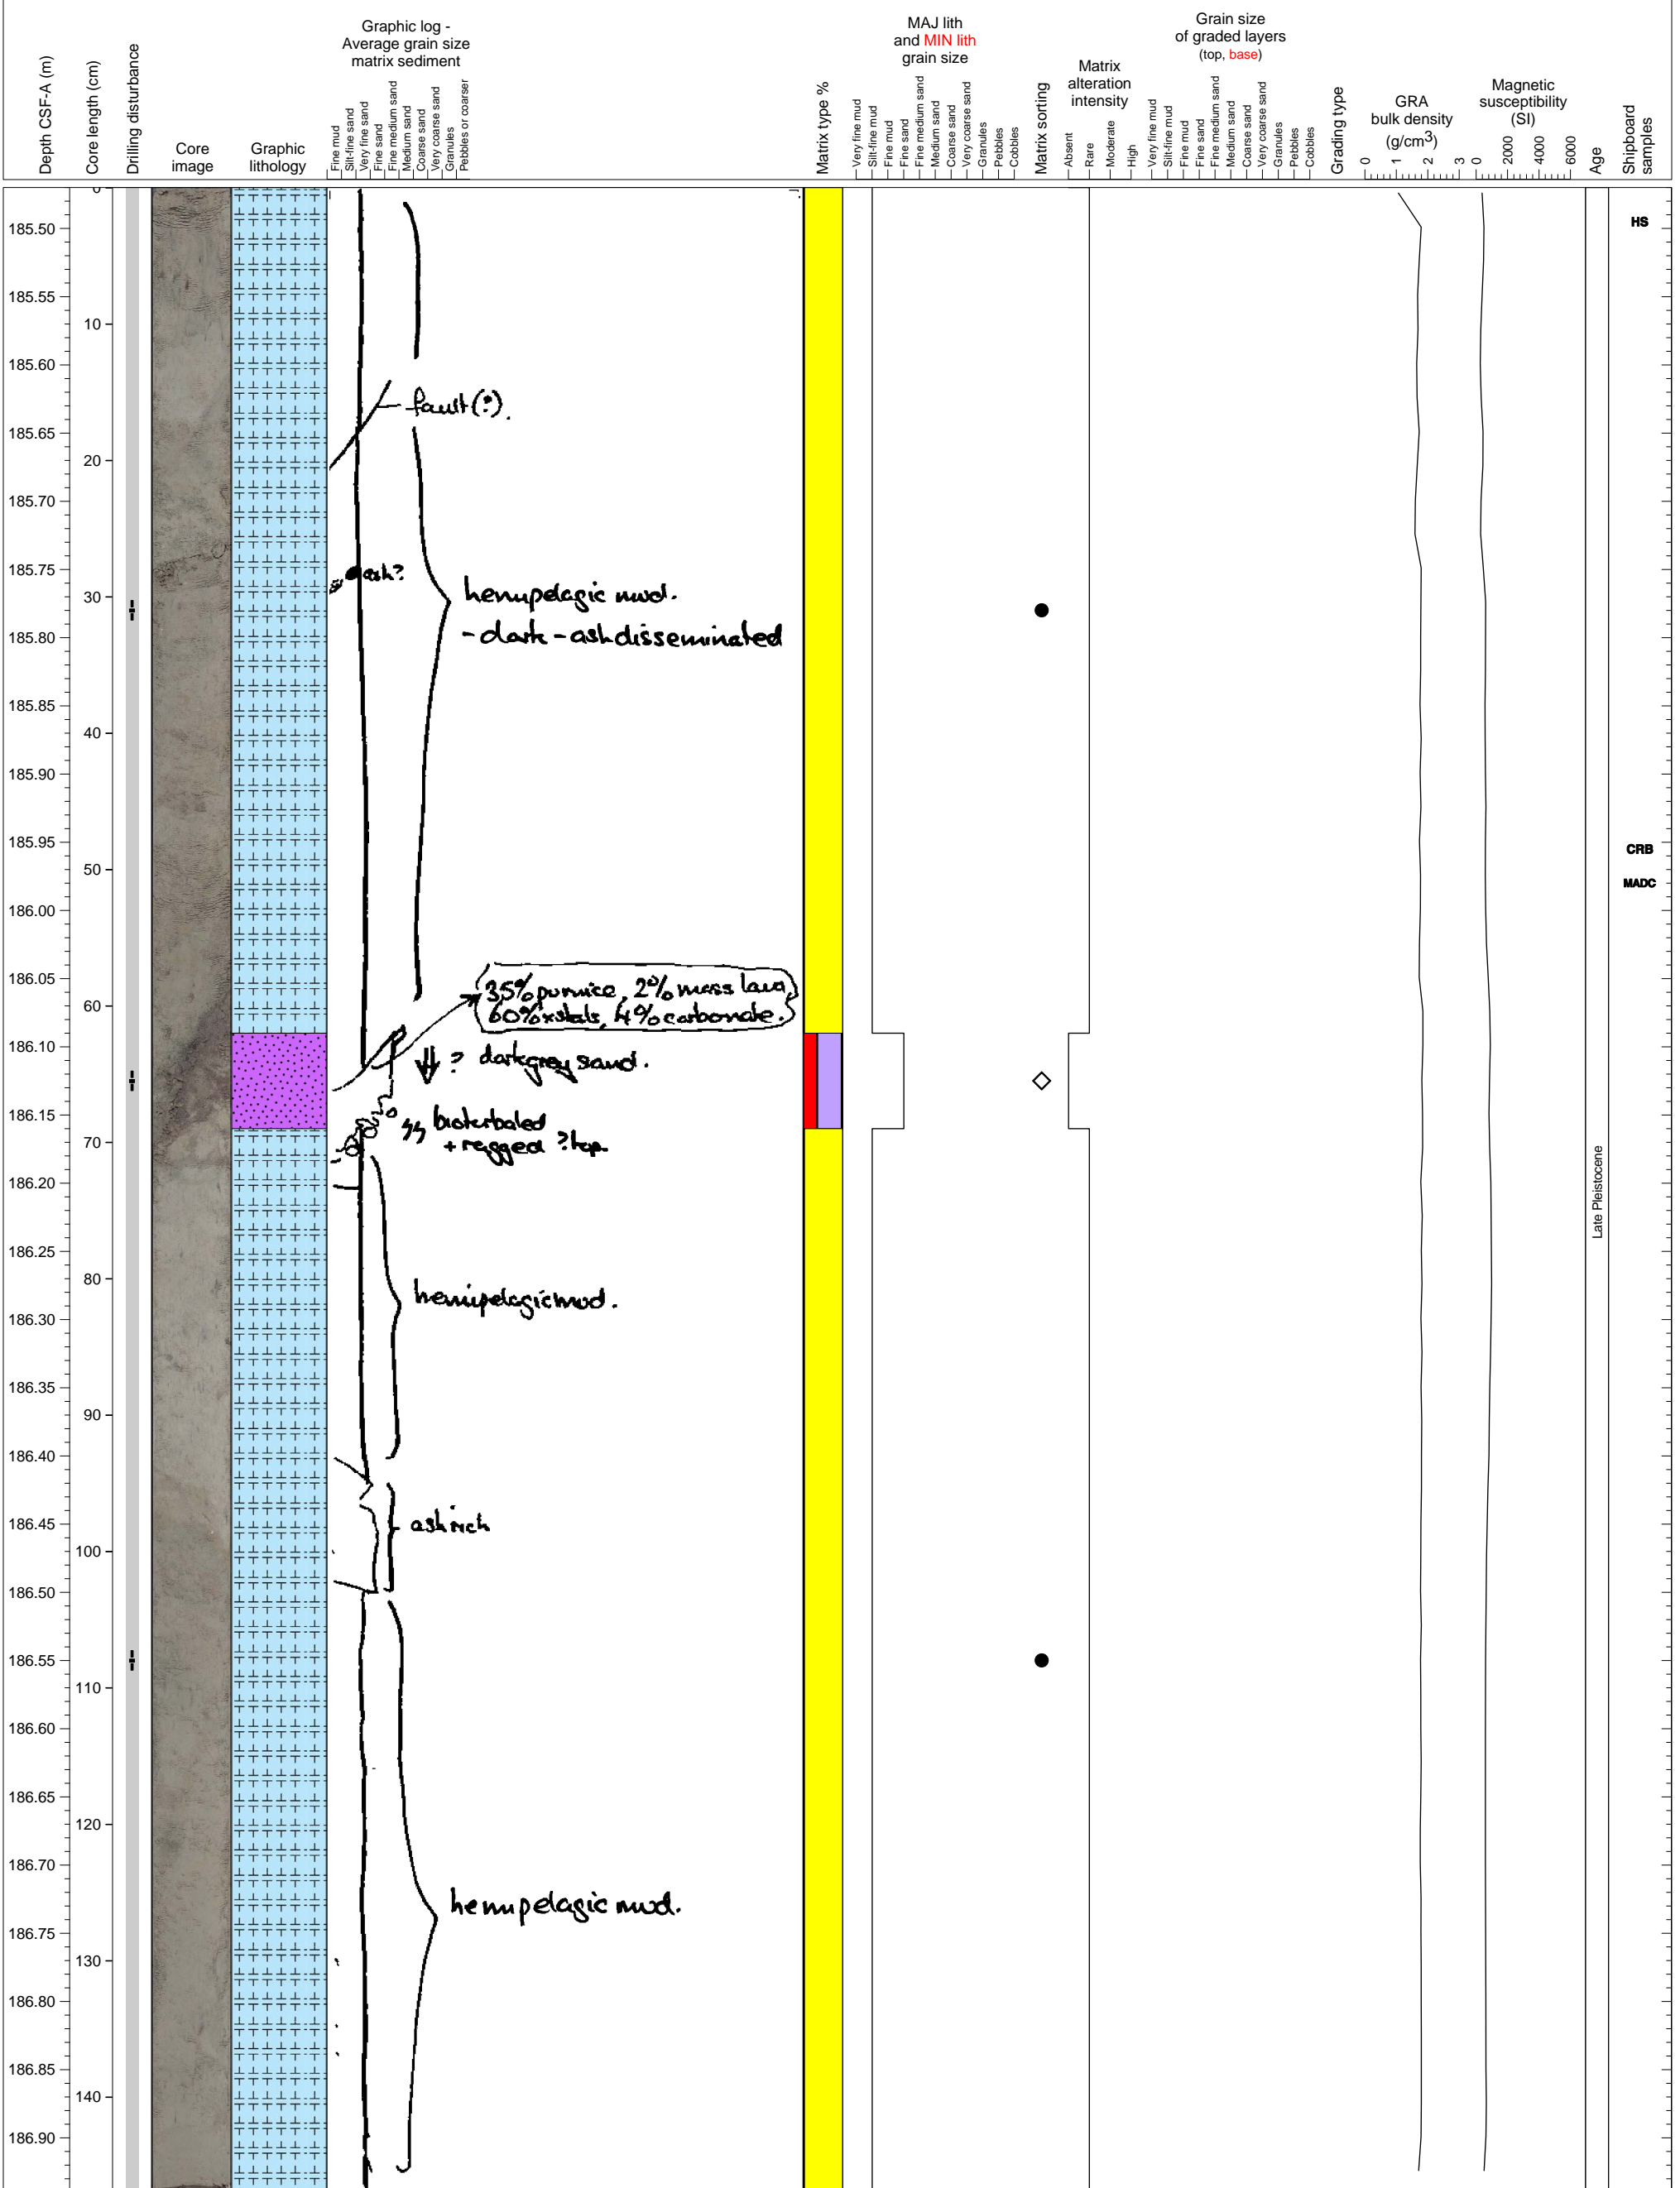 Depth CSF-A (m)
Core length (cm)
Drilling disturbance
Core
image
Graphic
lithology
Graphic log -
Average grain size
matrix sediment
Fine mud
Silt-fine sand
Very fine sand
Fine sand
Fine medium sand
Medium sand
Coarse sand
Very coarse sand
Granules
Pebbles or coarser
Matrix type %
MAJ lith
and MIN lith
grain size
Very fine mud
Silt-fine mud
Fine mud
Fine sand
Fine medium sand
Medium sand
Coarse sand
Very coarse sand
Granules
Pebbles
Cobbles
Matrix sorting
Matrix
alteration
intensity
Absent
Rare
Moderate
High
Grain size
of graded layers
(top, base)
Very fine mud
Silt-fine mud
Fine mud
Fine sand
Fine medium sand
Medium sand
Coarse sand
Very coarse sand
Granules
Pebbles
Cobbles
Grading type
GRA
bulk density
(g/cm3)
0 1 2 3
Magnetic
susceptibility
(SI)
0 2000 4000 6000
Age
Shipboard
samples
0
185.50
HS
185.55
10
185.60
fault(?).
185.65
20
185.70
185.75
ash?
30
hemipelagic mud.
185.80
- dark - ash disseminated
185.85
40
185.90
185.95
CRB
50
MADC
186.00
186.05
35% pumice, 2% mass lava,
60% xstals, 4% carbonate.
60
186.10
? dark grey sand.
186.15
bioturbated
+ ragged ?top.
70
186.20
Late Pleistocene
186.25
80
hemipelagic mud.
186.30
186.35
90
186.40
186.45
ash rich
100
186.50
186.55
110
186.60
186.65
120
186.70
hemipelagic mud.
186.75
130
186.80
186.85
140
186.90